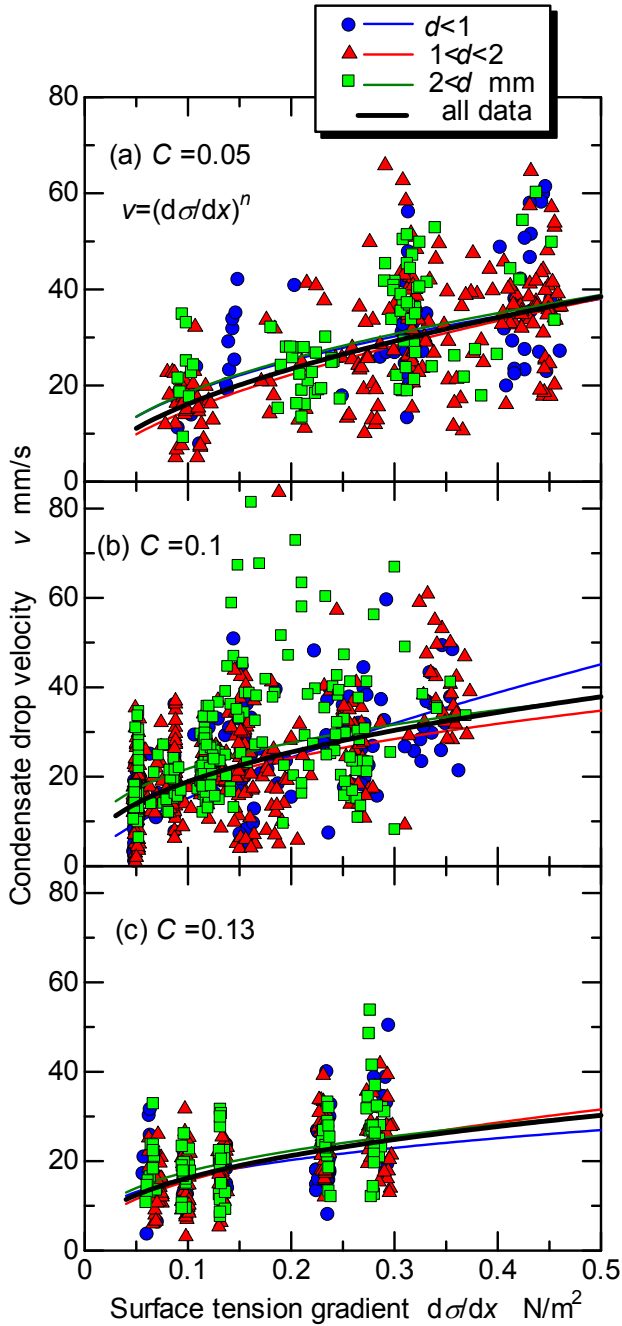 d<1
1<d<2
2<d mm
all data
80
(a) C =0.05
v=(dσ/dx)ⁿ
60
40
20
0
80
(b) C =0.1
60
40
20
0
80
(c) C =0.13
60
40
20
0
0 0.1 0.2 0.3 0.4 0.5
Condensate drop velocity v mm/s
Surface tension gradient dσ/dx N/m²